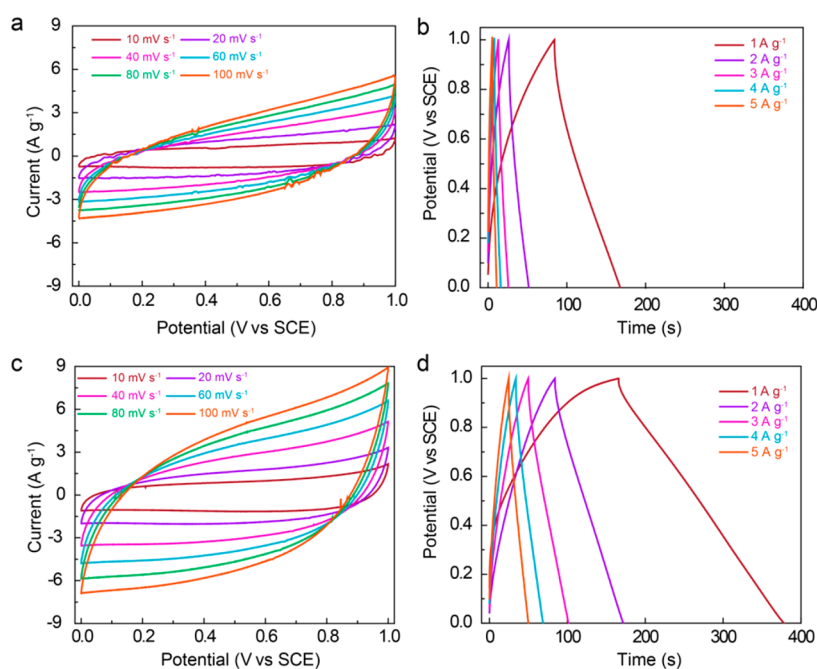 a
9
6
3
0
-3
-6
-9
Current (A g⁻¹)
10 mV s⁻¹ 20 mV s⁻¹
40 mV s⁻¹ 60 mV s⁻¹
80 mV s⁻¹ 100 mV s⁻¹
0.0 0.2 0.4 0.6 0.8 1.0
Potential (V vs SCE)
b
1.0
0.8
0.6
0.4
0.2
0.0
Potential (V vs SCE)
1 A g⁻¹
2 A g⁻¹
3 A g⁻¹
4 A g⁻¹
5 A g⁻¹
0 100 200 300 400
Time (s)
c
9
6
3
0
-3
-6
-9
Current (A g⁻¹)
10 mV s⁻¹ 20 mV s⁻¹
40 mV s⁻¹ 60 mV s⁻¹
80 mV s⁻¹ 100 mV s⁻¹
0.0 0.2 0.4 0.6 0.8 1.0
Potential (V vs SCE)
d
1.0
0.8
0.6
0.4
0.2
0.0
Potential (V vs SCE)
1 A g⁻¹
2 A g⁻¹
3 A g⁻¹
4 A g⁻¹
5 A g⁻¹
0 100 200 300 400
Time (s)